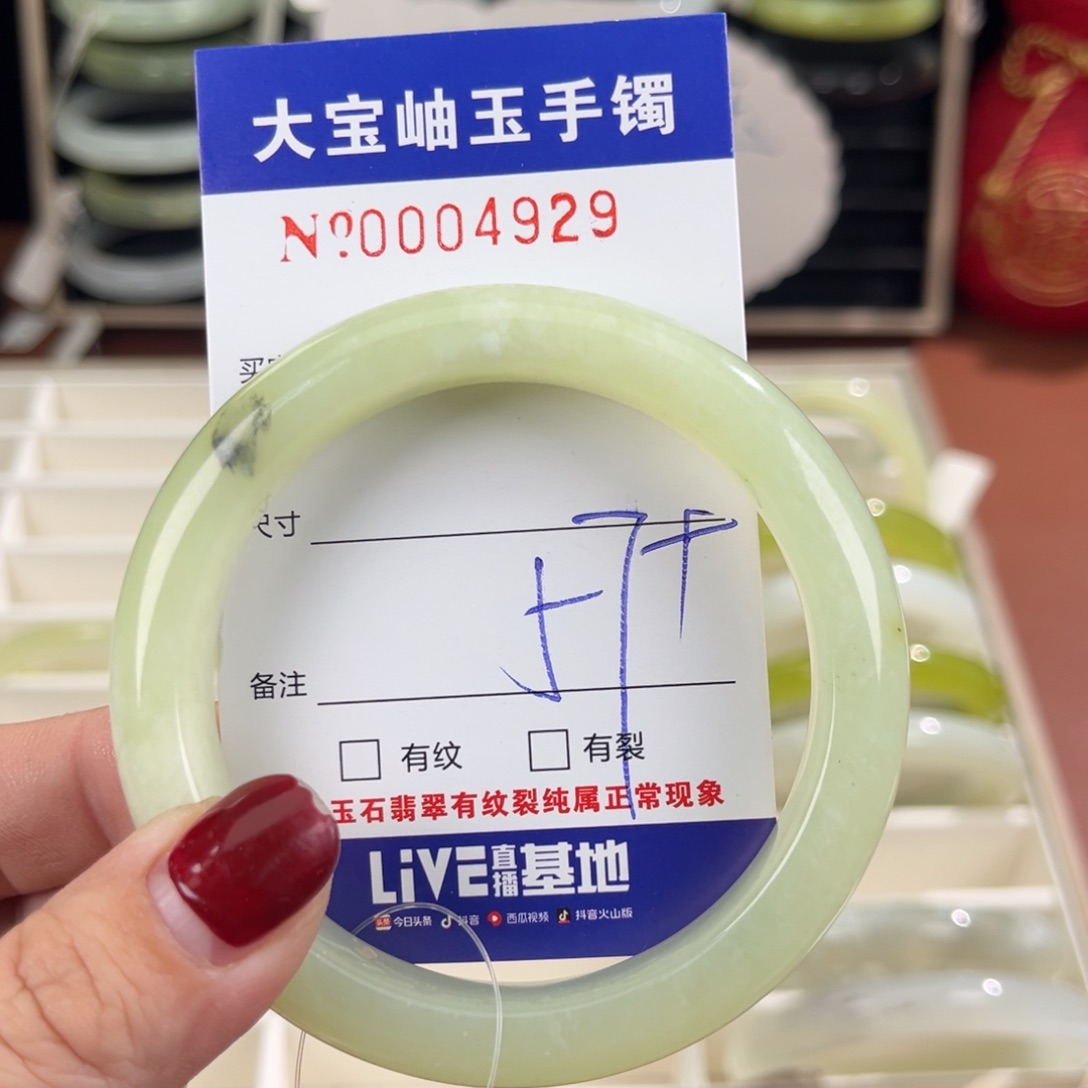 大宝岫玉手镯
Nº0004929
买
尺寸
57
备注
有纹 有裂
玉石翡翠有纹裂纯属正常现象
LiVE直播基地
今日头条 抖音 西瓜视频 抖音火山版